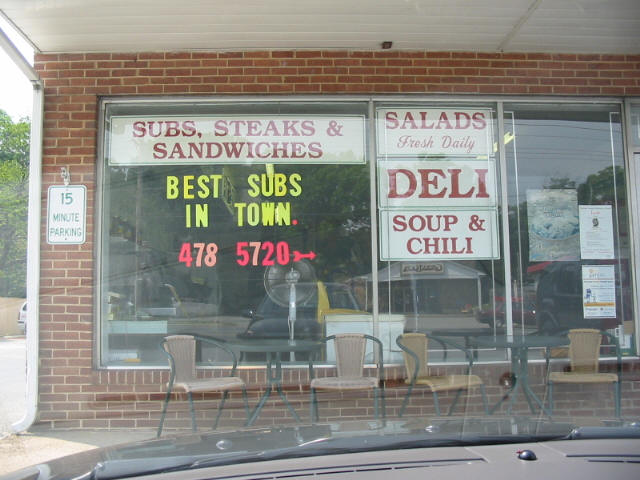 SUBS, STEAKS &
SANDWICHES
BEST SUBS
IN TOWN.
478 5720
SALADS
Fresh Daily
DELI
SOUP &
CHILI
15
MINUTE
PARKING